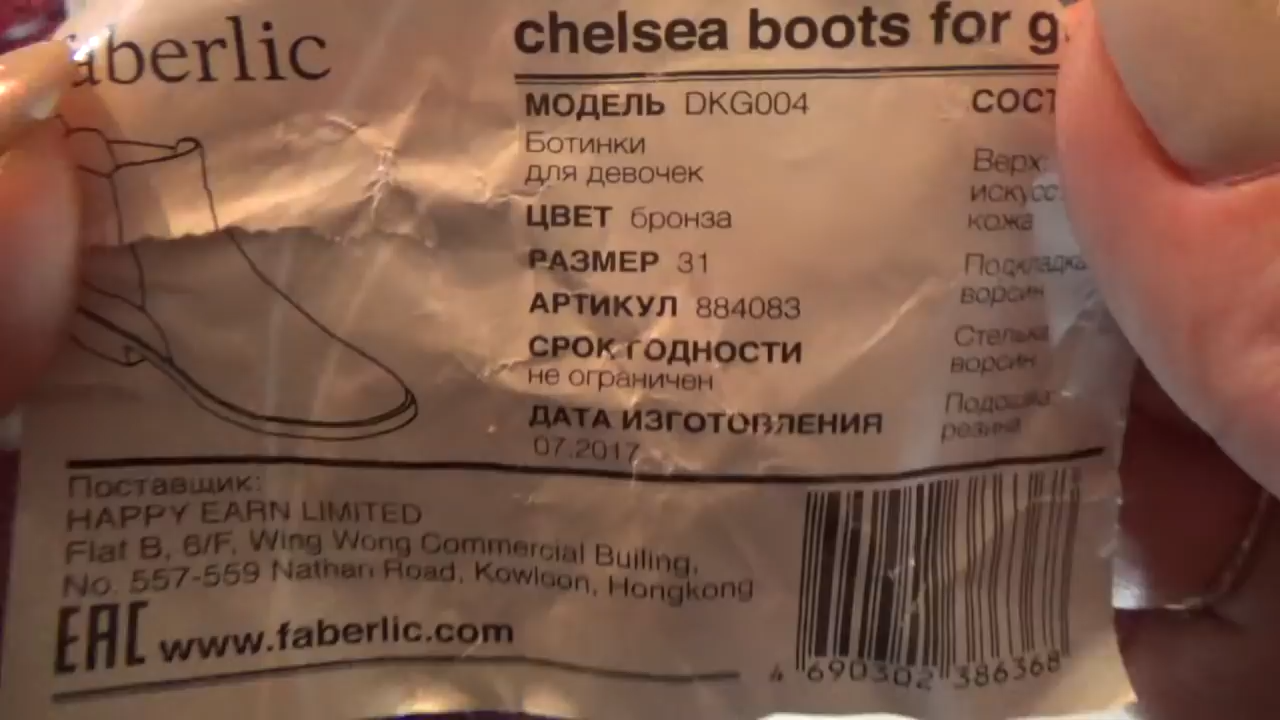 faberlic
chelsea boots for g
МОДЕЛЬ DKG004
Ботинки
для девочек
ЦВЕТ бронза
РАЗМЕР 31
АРТИКУЛ 884083
СРОК ГОДНОСТИ
не ограничен
ДАТА ИЗГОТОВЛЕНИЯ
07.2017
СОСТ
Верх:
искусс
кожа
Подкладка
ворсин
Стелька
ворсин
Подошва
резина
Поставщик:
HAPPY EARN LIMITED
Flat B, 6/F, Wing Wong Commercial Builing,
No. 557-559 Nathan Road, Kowloon, Hongkong
EAC www.faberlic.com
4 690302 386368